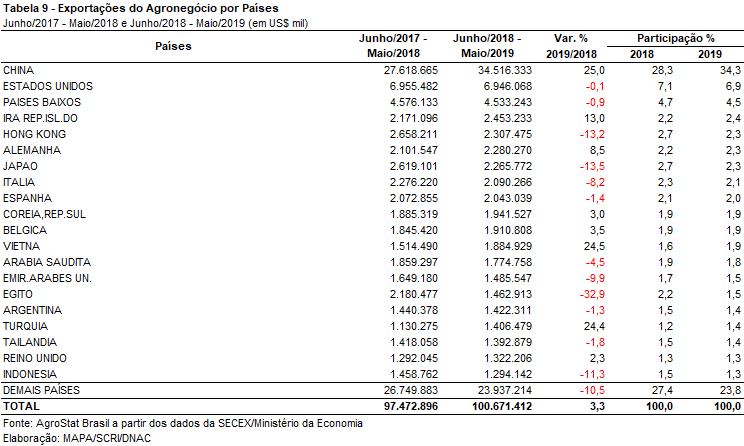 Tabela 9 - Exportações do Agronegócio por Países
Junho/2017 - Maio/2018 e Junho/2018 - Maio/2019 (em US$ mil)
Países Junho/2017 - Maio/2018 Junho/2018 - Maio/2019 Var. % 2019/2018 Participação % 2018 2019
CHINA 27.618.665 34.516.333 25,0 28,3 34,3
ESTADOS UNIDOS 6.955.482 6.946.068 -0,1 7,1 6,9
PAISES BAIXOS 4.576.133 4.533.243 -0,9 4,7 4,5
IRA REP.ISL.DO 2.171.096 2.453.233 13,0 2,2 2,4
HONG KONG 2.658.211 2.307.475 -13,2 2,7 2,3
ALEMANHA 2.101.547 2.280.270 8,5 2,2 2,3
JAPAO 2.619.101 2.265.772 -13,5 2,7 2,3
ITALIA 2.276.220 2.090.266 -8,2 2,3 2,1
ESPANHA 2.072.855 2.043.039 -1,4 2,1 2,0
COREIA,REP.SUL 1.885.319 1.941.527 3,0 1,9 1,9
BELGICA 1.845.420 1.910.808 3,5 1,9 1,9
VIETNA 1.514.490 1.884.929 24,5 1,6 1,9
ARABIA SAUDITA 1.859.297 1.774.758 -4,5 1,9 1,8
EMIR.ARABES UN. 1.649.180 1.485.547 -9,9 1,7 1,5
EGITO 2.180.477 1.462.913 -32,9 2,2 1,5
ARGENTINA 1.440.378 1.422.311 -1,3 1,5 1,4
TURQUIA 1.130.275 1.406.479 24,4 1,2 1,4
TAILANDIA 1.418.058 1.392.879 -1,8 1,5 1,4
REINO UNIDO 1.292.045 1.322.206 2,3 1,3 1,3
INDONESIA 1.458.762 1.294.142 -11,3 1,5 1,3
DEMAIS PAÍSES 26.749.883 23.937.214 -10,5 27,4 23,8
TOTAL 97.472.896 100.671.412 3,3 100,0 100,0
Fonte: AgroStat Brasil a partir dos dados da SECEX/Ministério da Economia
Elaboração: MAPA/SCRI/DNAC